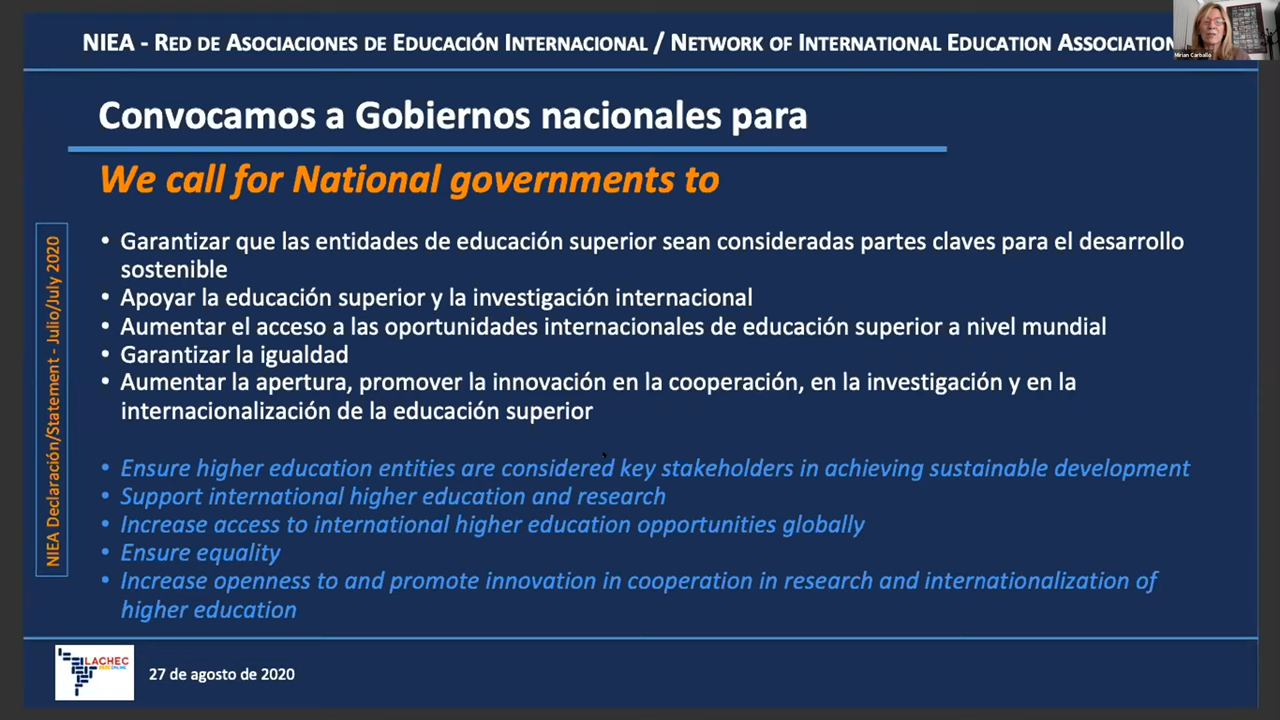 NIEA - RED DE ASOCIACIONES DE EDUCACIÓN INTERNACIONAL / NETWORK OF INTERNATIONAL EDUCATION ASSOCIATION
Mirian Carballo
Convocamos a Gobiernos nacionales para
We call for National governments to
NIEA Declaración/Statement - Julio/July 2020
• Garantizar que las entidades de educación superior sean consideradas partes claves para el desarrollo
sostenible
• Apoyar la educación superior y la investigación internacional
• Aumentar el acceso a las oportunidades internacionales de educación superior a nivel mundial
• Garantizar la igualdad
• Aumentar la apertura, promover la innovación en la cooperación, en la investigación y en la
internacionalización de la educación superior
• Ensure higher education entities are considered key stakeholders in achieving sustainable development
• Support international higher education and research
• Increase access to international higher education opportunities globally
• Ensure equality
• Increase openness to and promote innovation in cooperation in research and internationalization of
higher education
LACHEC
27 de agosto de 2020